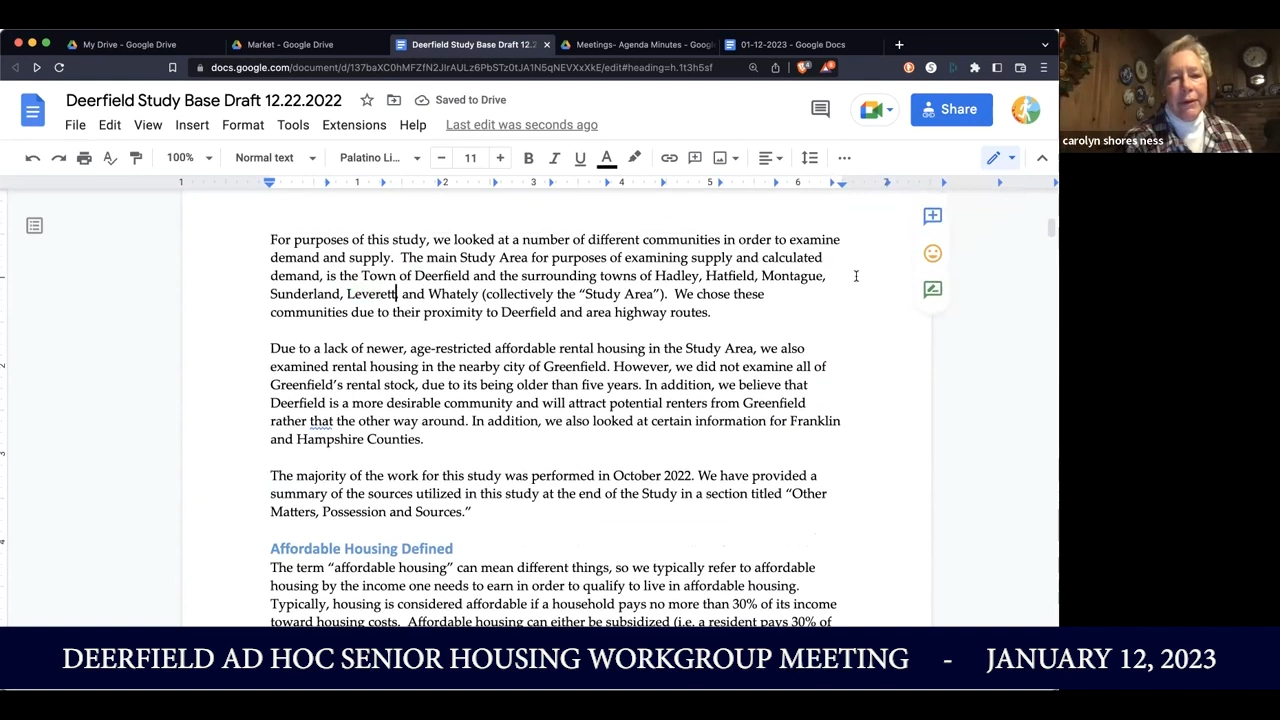 My Drive - Google Drive
Market - Google Drive
Deerfield Study Base Draft 12.2
Meetings- Agenda Minutes - Goog
01-12-2023 - Google Docs
docs.google.com/document/d/137baXC0hMFZfN2JlrAULz6PbSTz0tJA1N5qNEVXxXkE/edit#heading=h.1t3h5sf
Deerfield Study Base Draft 12.22.2022
Saved to Drive
Share
File Edit View Insert Format Tools Extensions Help Last edit was seconds ago
100% Normal text Palatino Li... 11 B I U A
1 1 2 3 4 5 6 7
carolyn shores ness
For purposes of this study, we looked at a number of different communities in order to examine
demand and supply. The main Study Area for purposes of examining supply and calculated
demand, is the Town of Deerfield and the surrounding towns of Hadley, Hatfield, Montague,
Sunderland, Leverett, and Whately (collectively the “Study Area”). We chose these
communities due to their proximity to Deerfield and area highway routes.
Due to a lack of newer, age-restricted affordable rental housing in the Study Area, we also
examined rental housing in the nearby city of Greenfield. However, we did not examine all of
Greenfield’s rental stock, due to its being older than five years. In addition, we believe that
Deerfield is a more desirable community and will attract potential renters from Greenfield
rather that the other way around. In addition, we also looked at certain information for Franklin
and Hampshire Counties.
The majority of the work for this study was performed in October 2022. We have provided a
summary of the sources utilized in this study at the end of the Study in a section titled “Other
Matters, Possession and Sources.”
Affordable Housing Defined
The term “affordable housing” can mean different things, so we typically refer to affordable
housing by the income one needs to earn in order to qualify to live in affordable housing.
Typically, housing is considered affordable if a household pays no more than 30% of its income
toward housing costs. Affordable housing can either be subsidized (i.e. a resident pays 30% of
DEERFIELD AD HOC SENIOR HOUSING WORKGROUP MEETING - JANUARY 12, 2023